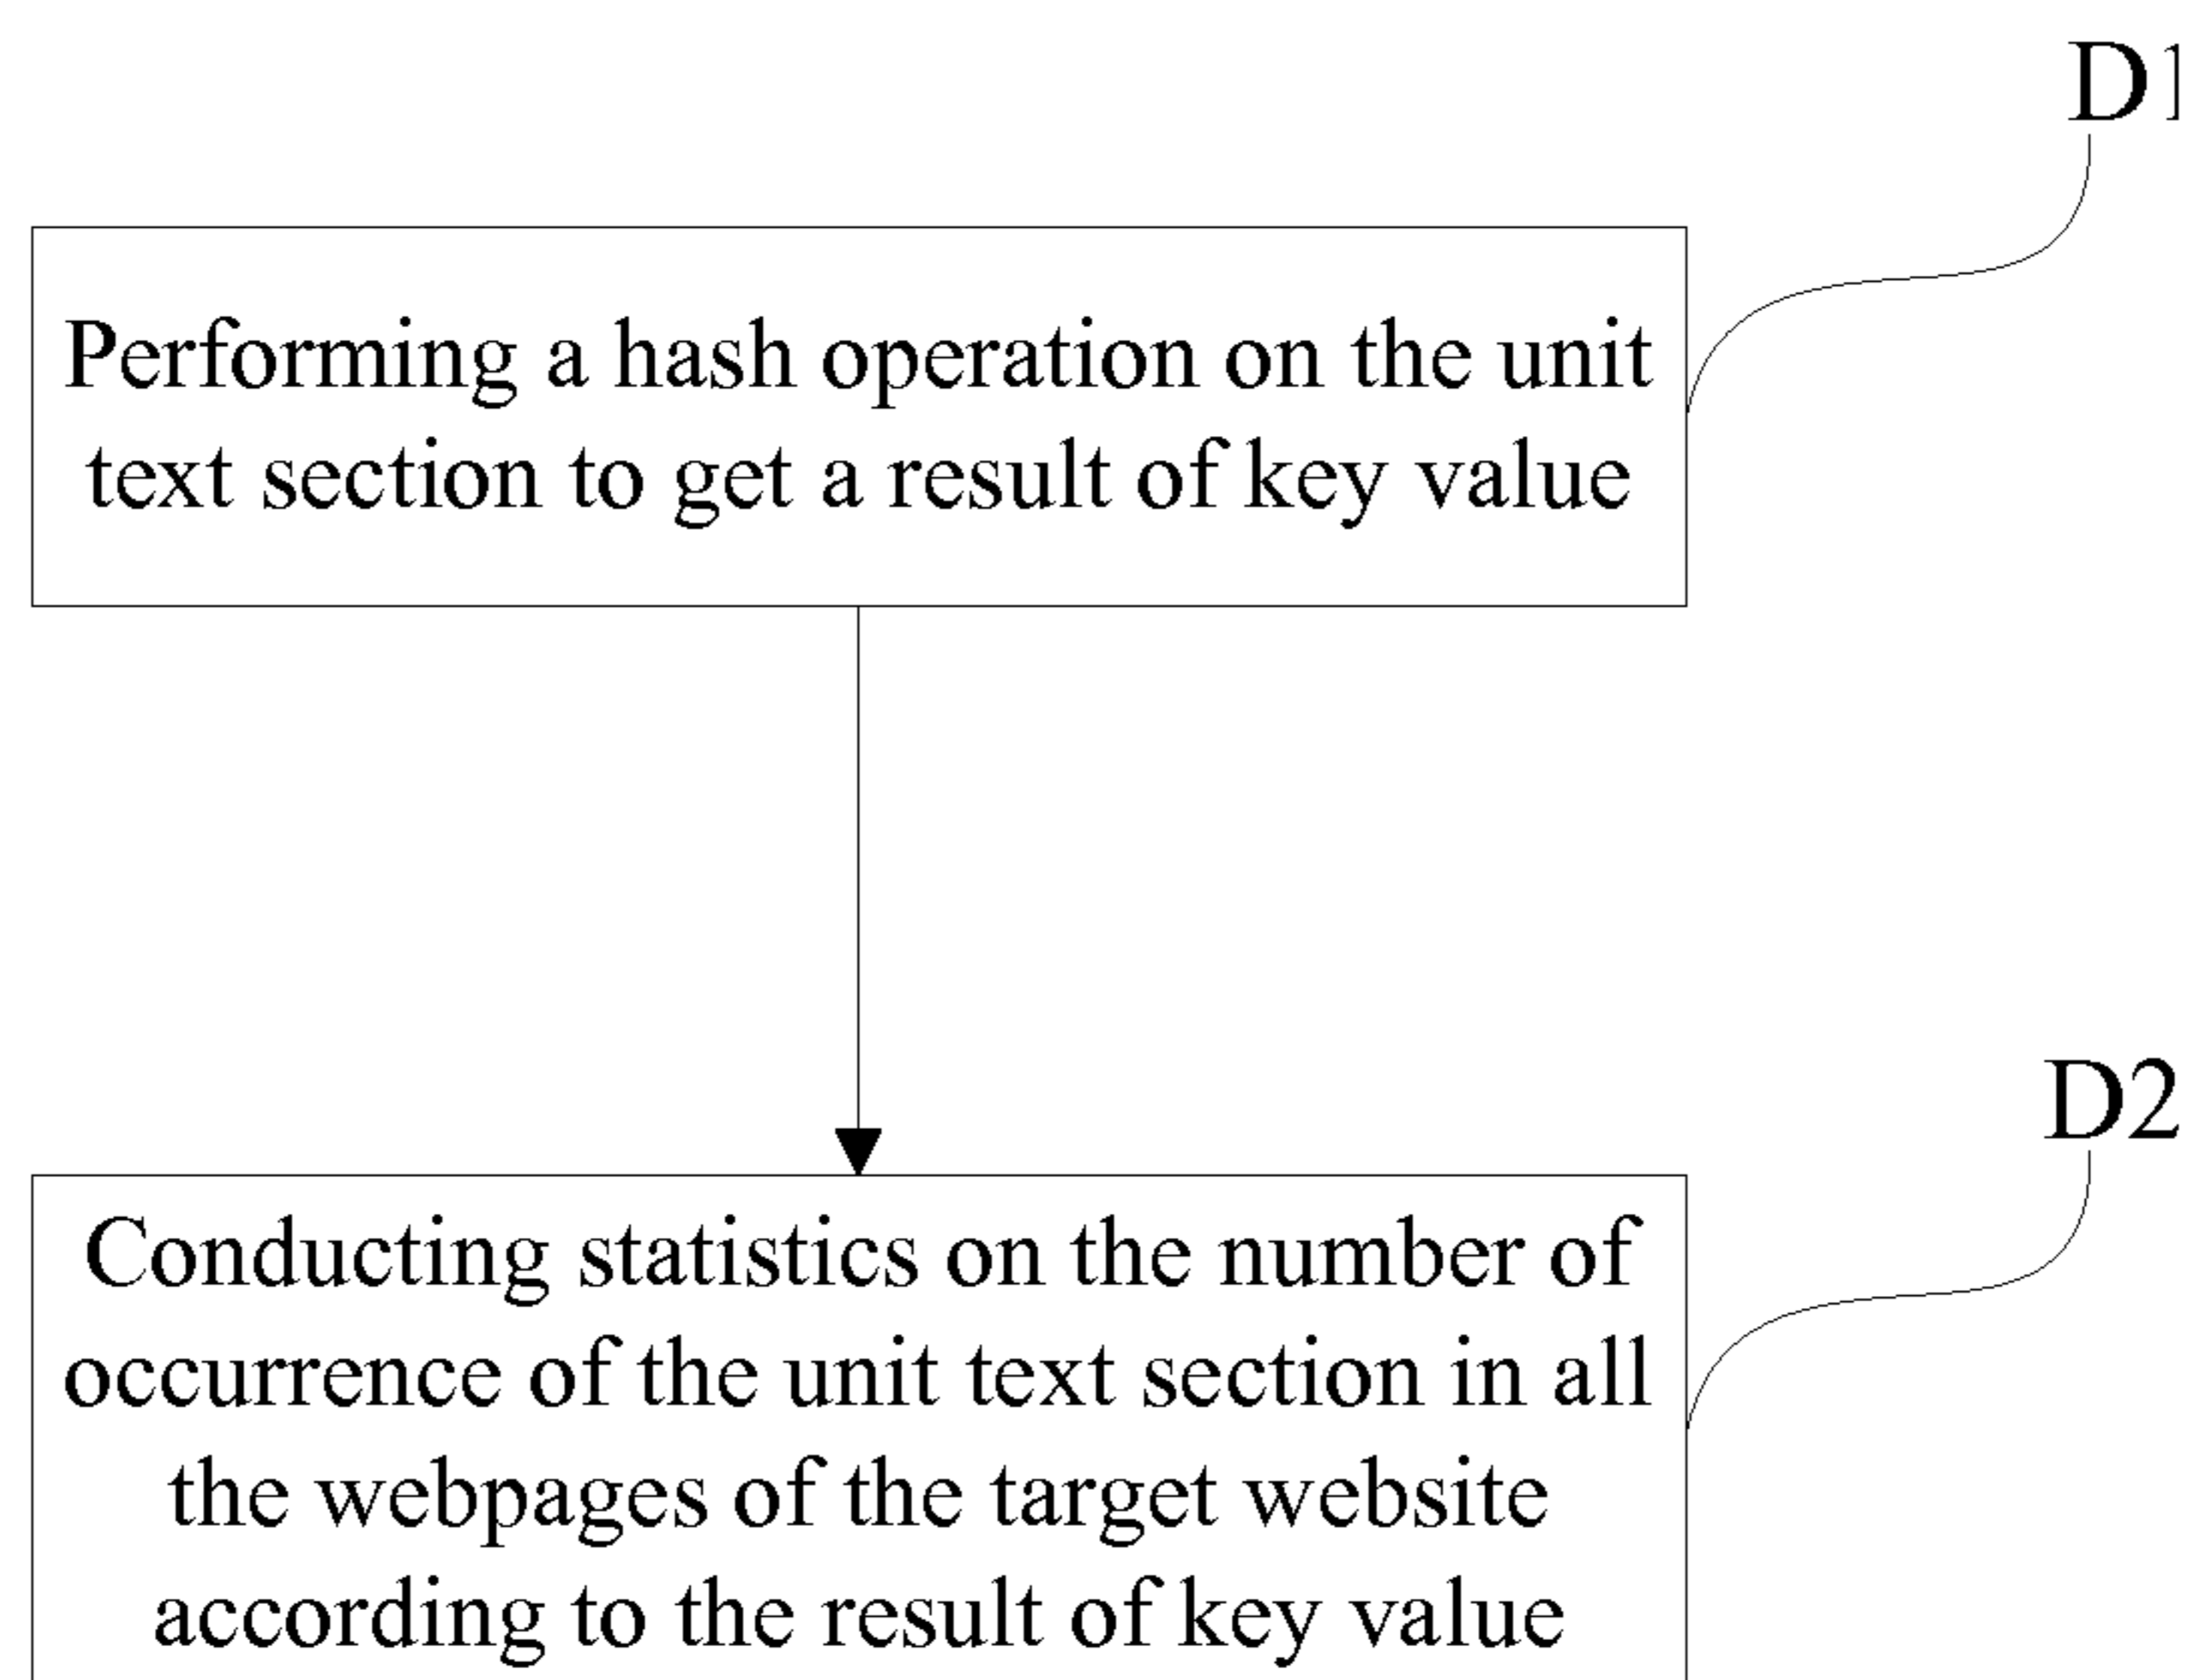 D1
Performing a hash operation on the unit
text section to get a result of key value
D2
Conducting statistics on the number of
occurrence of the unit text section in all
the webpages of the target website
according to the result of key value